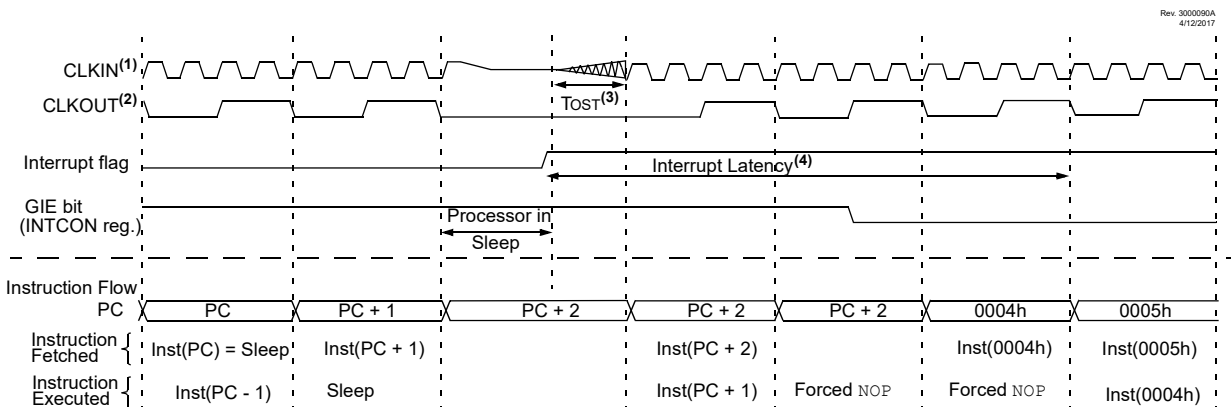 Rev. 3000090A
4/12/2017
CLKIN(1)
CLKOUT(2)
TOST(3)
Interrupt flag
Interrupt Latency(4)
GIE bit
(INTCON reg.)
Processor in
Sleep
Instruction Flow
PC PC PC + 1 PC + 2 PC + 2 PC + 2 0004h 0005h
Instruction
Fetched { Inst(PC) = Sleep Inst(PC + 1) Inst(PC + 2) Inst(0004h) Inst(0005h)
Instruction
Executed { Inst(PC - 1) Sleep Inst(PC + 1) Forced NOP Forced NOP Inst(0004h)